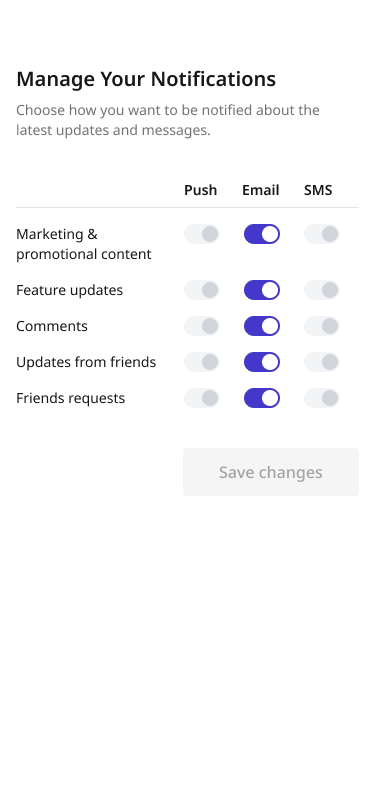 Manage Your Notifications
Choose how you want to be notified about the
latest updates and messages.
Push Email SMS
Marketing &
promotional content
Feature updates
Comments
Updates from friends
Friends requests
Save changes